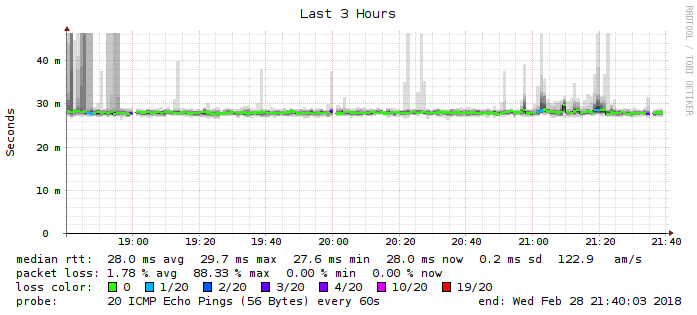 Last 3 Hours
RRDTOOL / TOBI OETIKER
Seconds
40 m
30 m
20 m
10 m
0
19:00 19:20 19:40 20:00 20:20 20:40 21:00 21:20 21:40
median rtt: 28.0 ms avg 29.7 ms max 27.6 ms min 28.0 ms now 0.2 ms sd 122.9 am/s
packet loss: 1.78 % avg 88.33 % max 0.00 % min 0.00 % now
loss color: 0 1/20 2/20 3/20 4/20 10/20 19/20
probe: 20 ICMP Echo Pings (56 Bytes) every 60s end: Wed Feb 28 21:40:03 2018